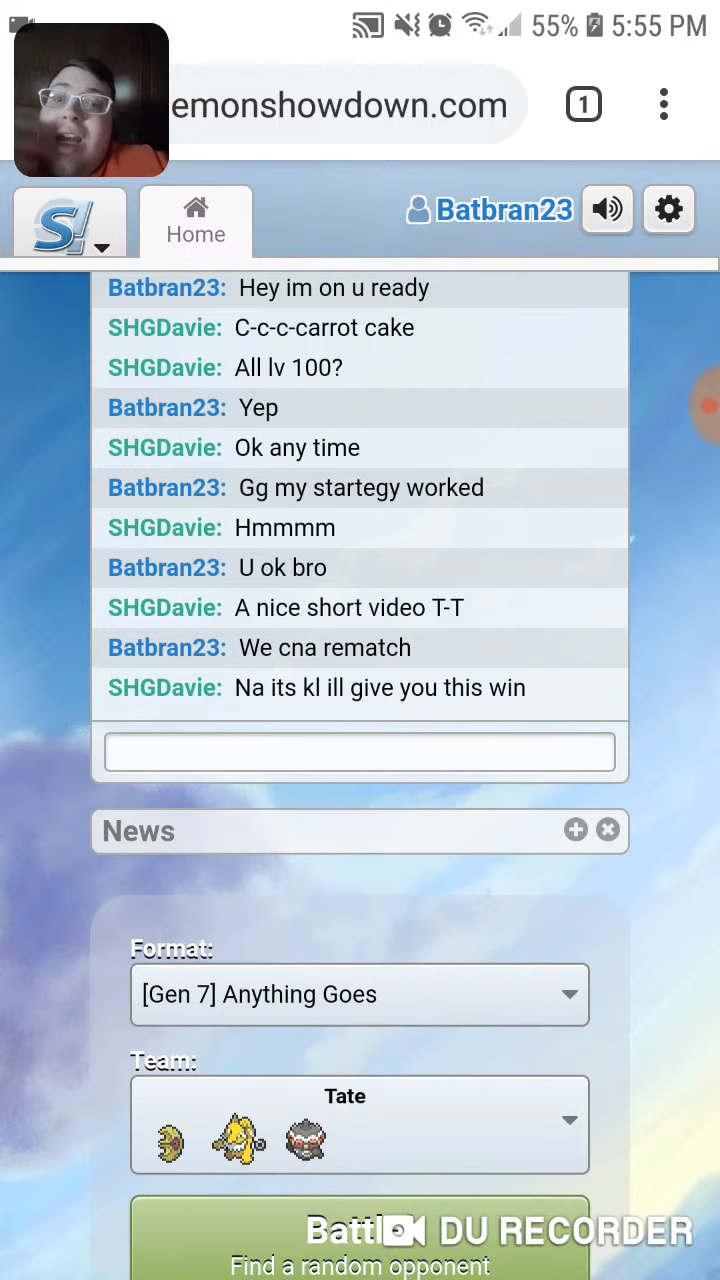 55% 5:55 PM
emonshowdown.com
1
S!
Home
Batbran23
Batbran23: Hey im on u ready
SHGDavie: C-c-c-carrot cake
SHGDavie: All lv 100?
Batbran23: Yep
SHGDavie: Ok any time
Batbran23: Gg my startegy worked
SHGDavie: Hmmmm
Batbran23: U ok bro
SHGDavie: A nice short video T-T
Batbran23: We cna rematch
SHGDavie: Na its kl ill give you this win
News
Format:
[Gen 7] Anything Goes
Team:
Tate
Battle
DU RECORDER
Find a random opponent